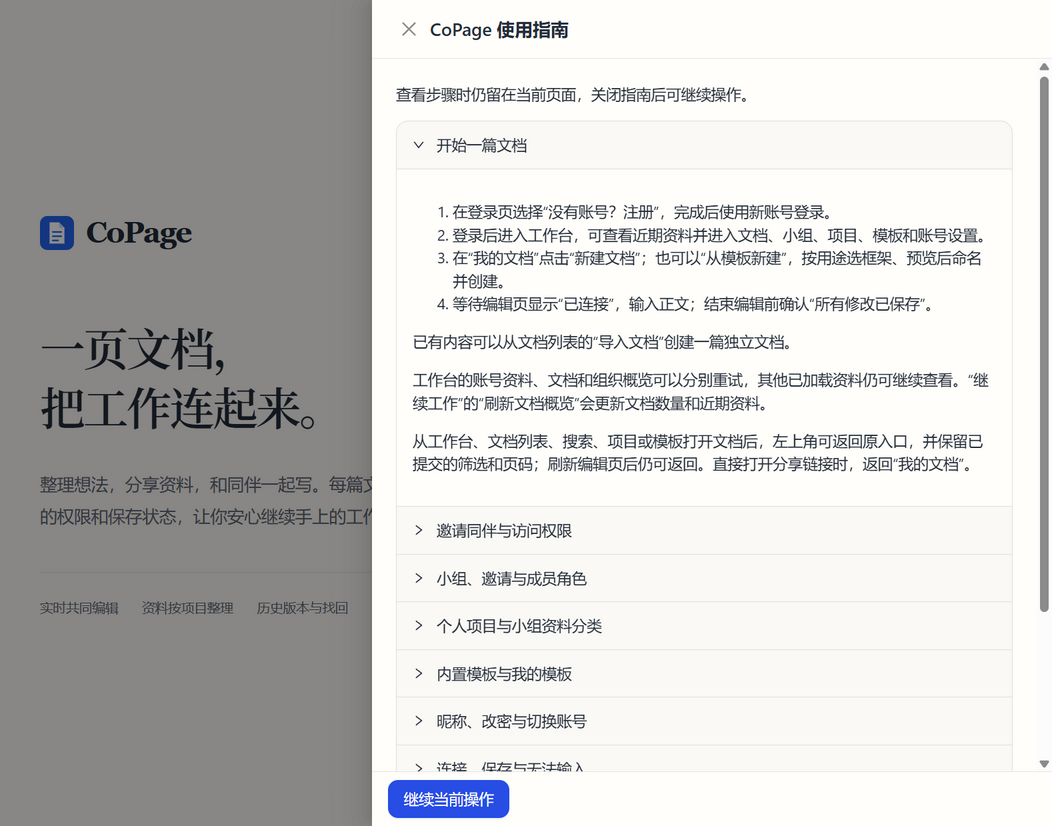 CoPage 使用指南
查看步骤时仍留在当前页面，关闭指南后可继续操作。
开始一篇文档
1. 在登录页选择“没有账号？注册”，完成后使用新账号登录。
2. 登录后进入工作台，可查看近期资料并进入文档、小组、项目、模板和账号设置。
3. 在“我的文档”点击“新建文档”；也可以“从模板新建”，按用途选框架、预览后命名
并创建。
4. 等待编辑页显示“已连接”，输入正文；结束编辑前确认“所有修改已保存”。
已有内容可以从文档列表的“导入文档”创建一篇独立文档。
工作台的账号资料、文档和组织概览可以分别重试，其他已加载资料仍可继续查看。“继
续工作”的“刷新文档概览”会更新文档数量和近期资料。
从工作台、文档列表、搜索、项目或模板打开文档后，左上角可返回原入口，并保留已
提交的筛选和页码；刷新编辑页后仍可返回。直接打开分享链接时，返回“我的文档”。
邀请同伴与访问权限
小组、邀请与成员角色
个人项目与小组资料分类
内置模板与我的模板
昵称、改密与切换账号
连接、保存与无法输入
继续当前操作
CoPage
一页文档，
把工作连起来。
整理想法，分享资料，和同伴一起写。每篇文
的权限和保存状态，让你安心继续手上的工作
实时共同编辑 资料按项目整理 历史版本与找回